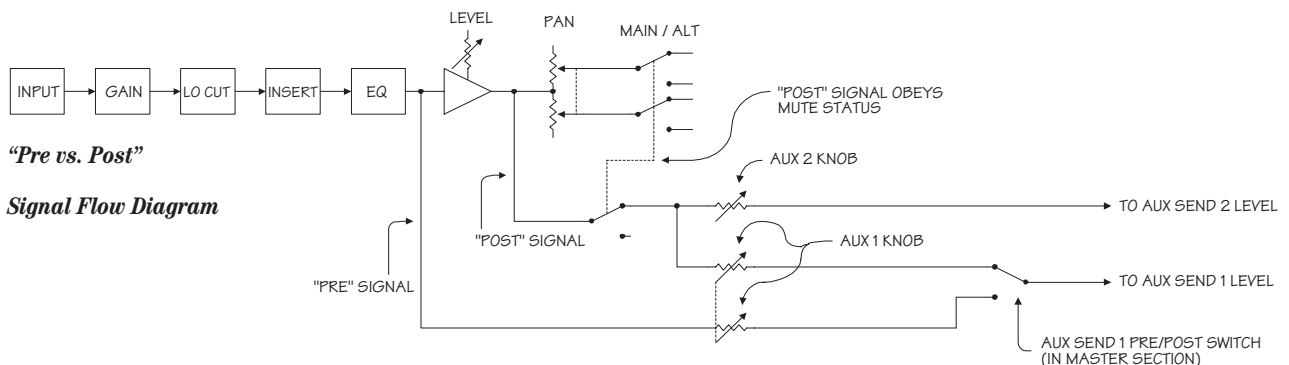 LEVEL
PAN
MAIN / ALT
INPUT
GAIN
LO CUT
INSERT
EQ
"POST" SIGNAL OBEYS
MUTE STATUS
“Pre vs. Post”
Signal Flow Diagram
AUX 2 KNOB
TO AUX SEND 2 LEVEL
"POST" SIGNAL
AUX 1 KNOB
"PRE" SIGNAL
TO AUX SEND 1 LEVEL
AUX SEND 1 PRE/POST SWITCH
(IN MASTER SECTION)